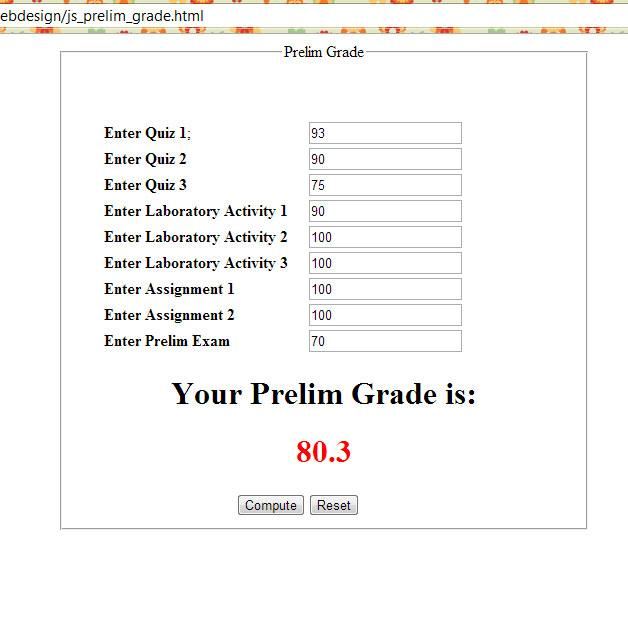 ebdesign/js_prelim_grade.html
Prelim Grade
Enter Quiz 1; 93
Enter Quiz 2 90
Enter Quiz 3 75
Enter Laboratory Activity 1 90
Enter Laboratory Activity 2 100
Enter Laboratory Activity 3 100
Enter Assignment 1 100
Enter Assignment 2 100
Enter Prelim Exam 70
Your Prelim Grade is:
80.3
Compute Reset